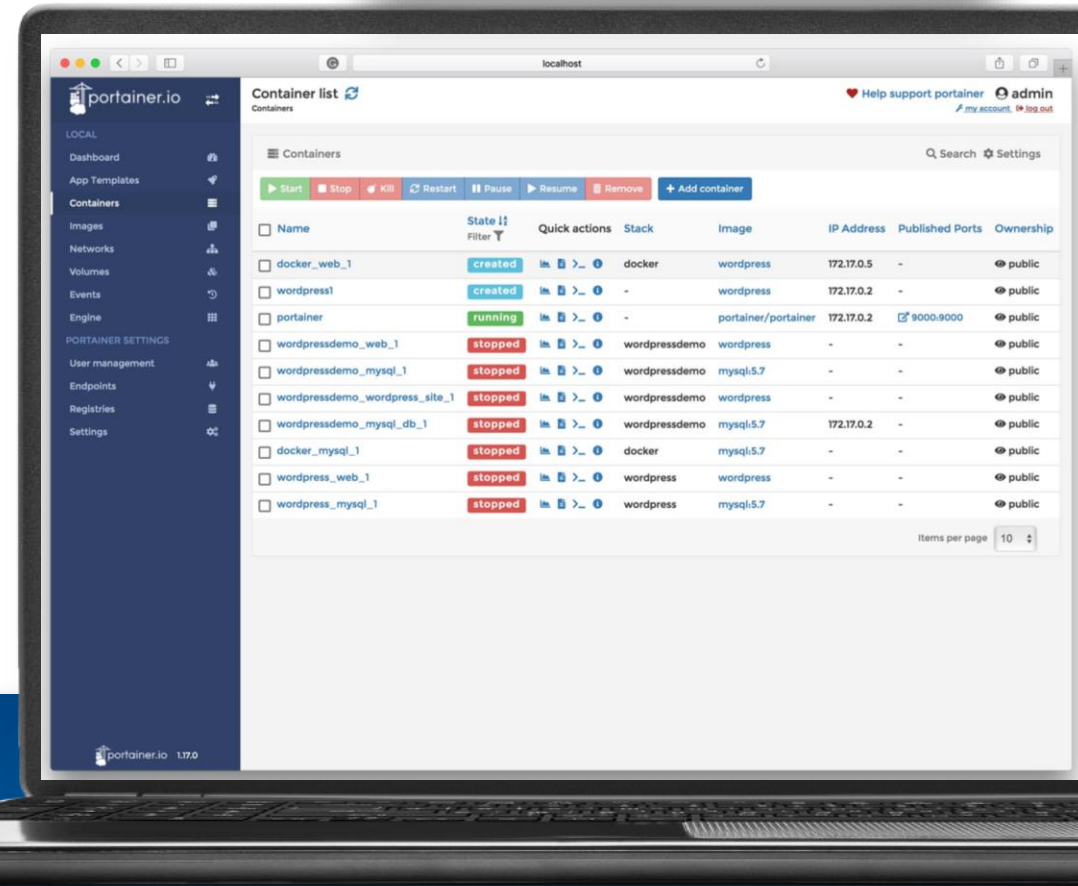 localhost
portainer.io
Container list
Containers
Help support portainer admin
my account log out
LOCAL
Dashboard
App Templates
Containers
Images
Networks
Volumes
Events
Engine
PORTAINER SETTINGS
User management
Endpoints
Registries
Settings
portainer.io 1.17.0
Containers Search Settings
Start Stop Kill Restart Pause Resume Remove + Add container
Name State Filter Quick actions Stack Image IP Address Published Ports Ownership
docker_web_1 created docker wordpress 172.17.0.5 - public
wordpress1 created - wordpress 172.17.0.2 - public
portainer running - portainer/portainer 172.17.0.2 9000:9000 public
wordpressdemo_web_1 stopped wordpressdemo wordpress - - public
wordpressdemo_mysql_1 stopped wordpressdemo mysql:5.7 - - public
wordpressdemo_wordpress_site_1 stopped wordpressdemo wordpress - - public
wordpressdemo_mysql_db_1 stopped wordpressdemo mysql:5.7 172.17.0.2 - public
docker_mysql_1 stopped docker mysql:5.7 - - public
wordpress_web_1 stopped wordpress wordpress - - public
wordpress_mysql_1 stopped wordpress mysql:5.7 - - public
Items per page 10